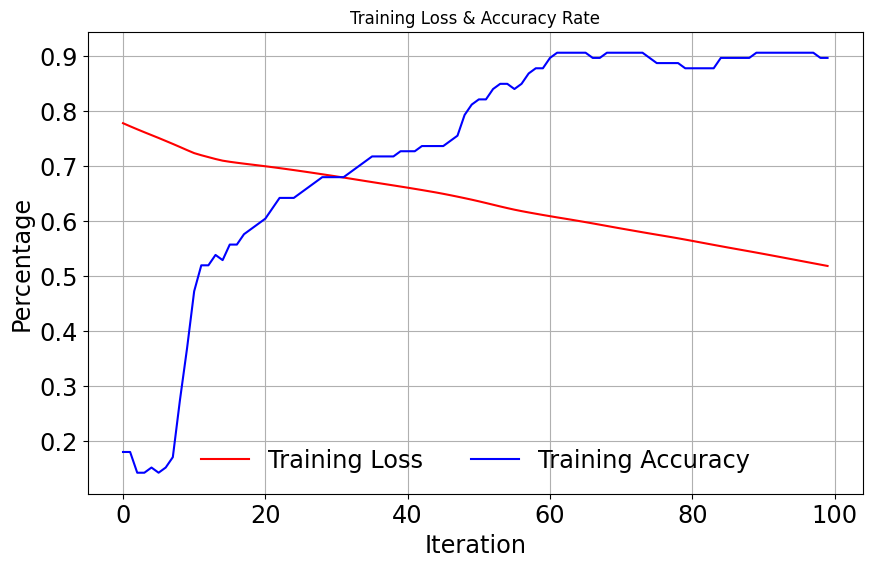 Training Loss & Accuracy Rate
0.9
0.8
0.7
0.6
0.5
0.4
0.3
0.2
Percentage
Training Loss
Training Accuracy
0 20 40 60 80 100
Iteration